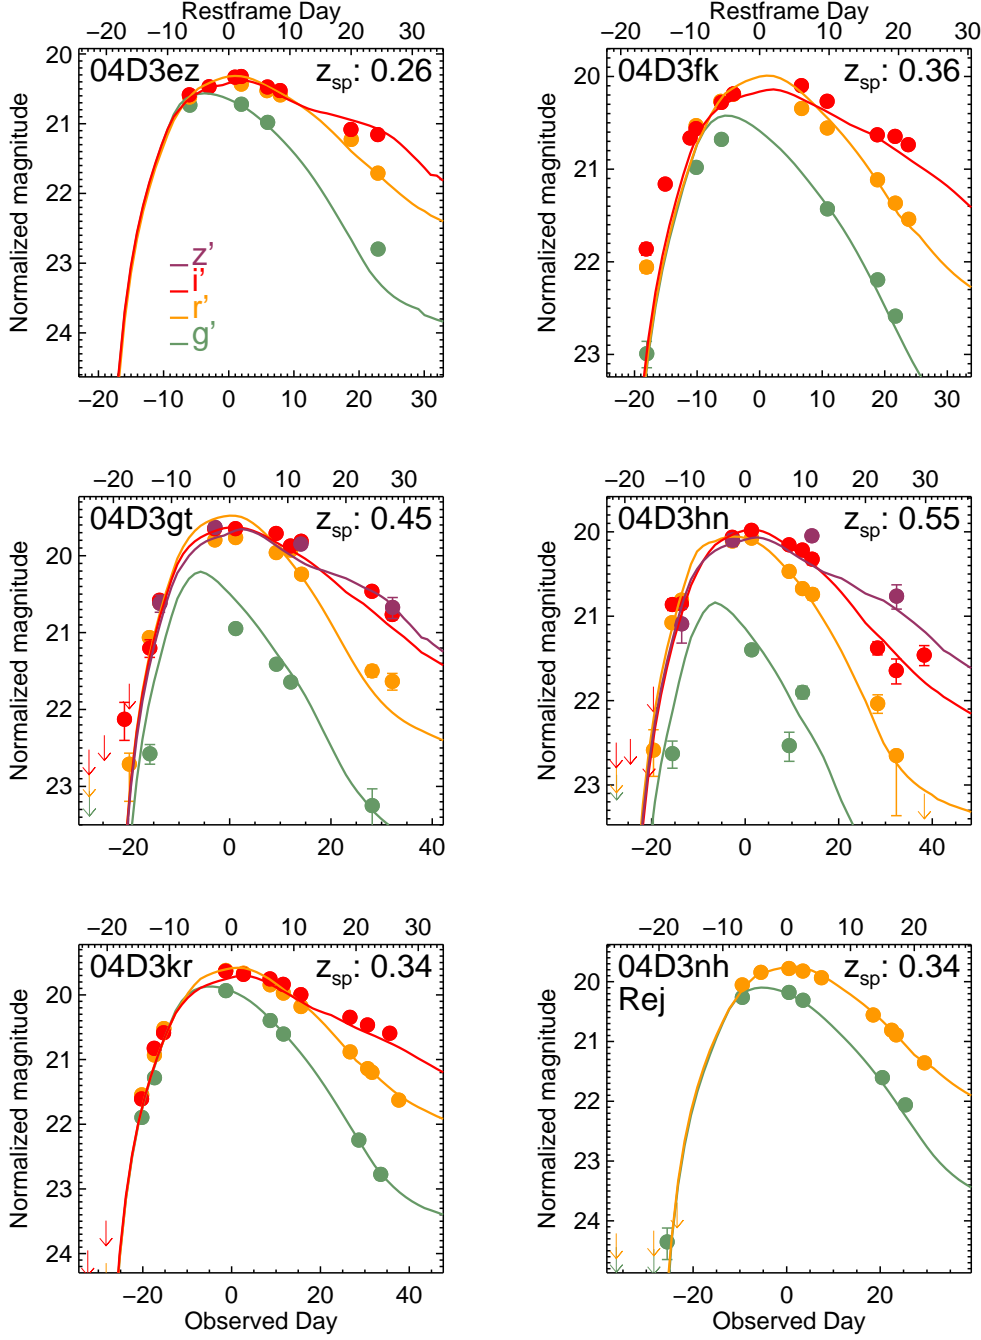 Restframe Day Restframe Day
−20 −10 0 10 20 30 −20 −10 0 10 20 30
04D3ez z_sp: 0.26 04D3fk z_sp: 0.36
Normalized magnitude Normalized magnitude
20 20
21 21
22 22
23 23
24
z'
i'
r'
g'
−20 −10 0 10 20 30 −20 −10 0 10 20 30
−20 −10 0 10 20 30 −20 −10 0 10 20 30
04D3gt z_sp: 0.45 04D3hn z_sp: 0.55
Normalized magnitude Normalized magnitude
20 20
21 21
22 22
23 23
−20 0 20 40 −20 0 20 40
−20 −10 0 10 20 30 −20 −10 0 10 20
04D3kr z_sp: 0.34 04D3nh z_sp: 0.34
Rej
Normalized magnitude Normalized magnitude
20 20
21 21
22 22
23 23
24 24
−20 0 20 40 −20 0 20
Observed Day Observed Day